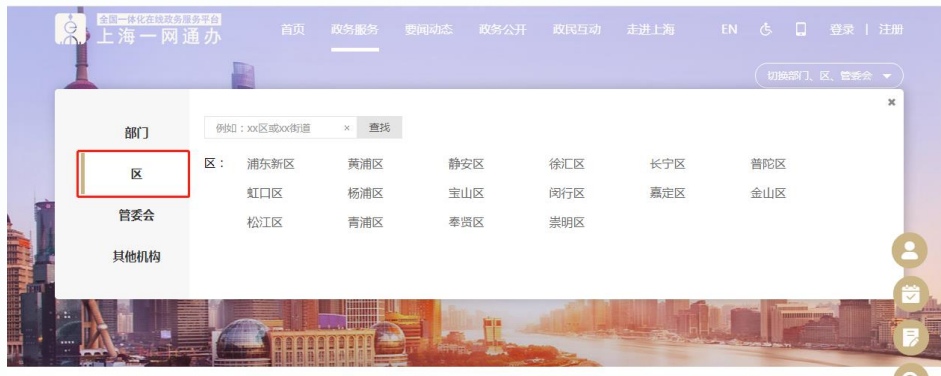 全国一体化在线政务服务平台
上海一网通办
首页 政务服务 要闻动态 政务公开 政民互动 走进上海 EN 登录 | 注册
切换部门、区、管委会
部门
例如：xx区或xx街道 × 查找
区
区： 浦东新区 黄浦区 静安区 徐汇区 长宁区 普陀区
虹口区 杨浦区 宝山区 闵行区 嘉定区 金山区
管委会
松江区 青浦区 奉贤区 崇明区
其他机构